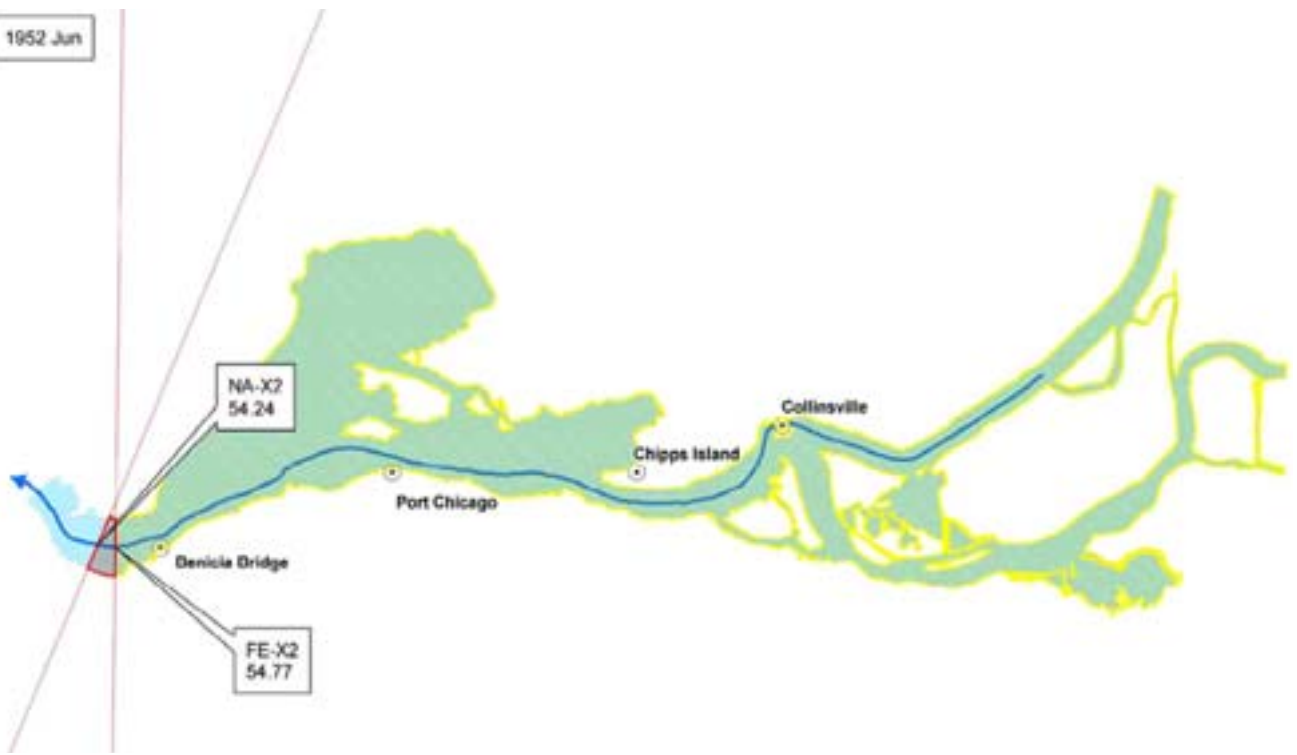 1952 Jun
NA-X2
54.24
Collinsville
Chipps Island
Port Chicago
Benicia Bridge
FE-X2
54.77